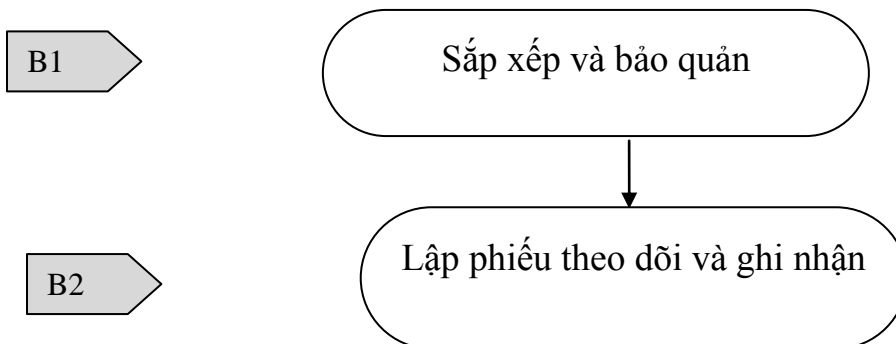 B1
Sắp xếp và bảo quản
B2
Lập phiếu theo dõi và ghi nhận